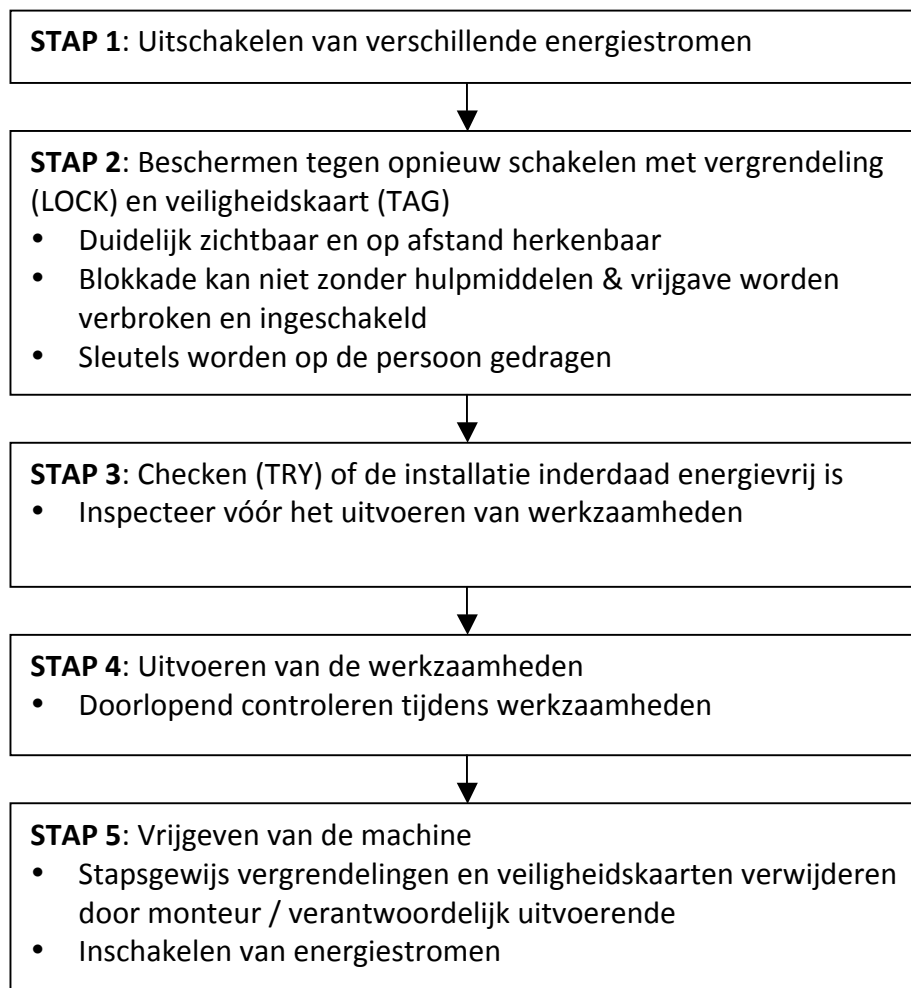 STAP 1: Uitschakelen van verschillende energiestromen
STAP 2: Beschermen tegen opnieuw schakelen met vergrendeling
(LOCK) en veiligheidskaart (TAG)
• Duidelijk zichtbaar en op afstand herkenbaar
• Blokkade kan niet zonder hulpmiddelen & vrijgave worden
verbroken en ingeschakeld
• Sleutels worden op de persoon gedragen
STAP 3: Checken (TRY) of de installatie inderdaad energievrij is
• Inspecteer vóór het uitvoeren van werkzaamheden
STAP 4: Uitvoeren van de werkzaamheden
• Doorlopend controleren tijdens werkzaamheden
STAP 5: Vrijgeven van de machine
• Stapsgewijs vergrendelingen en veiligheidskaarten verwijderen
door monteur / verantwoordelijk uitvoerende
• Inschakelen van energiestromen